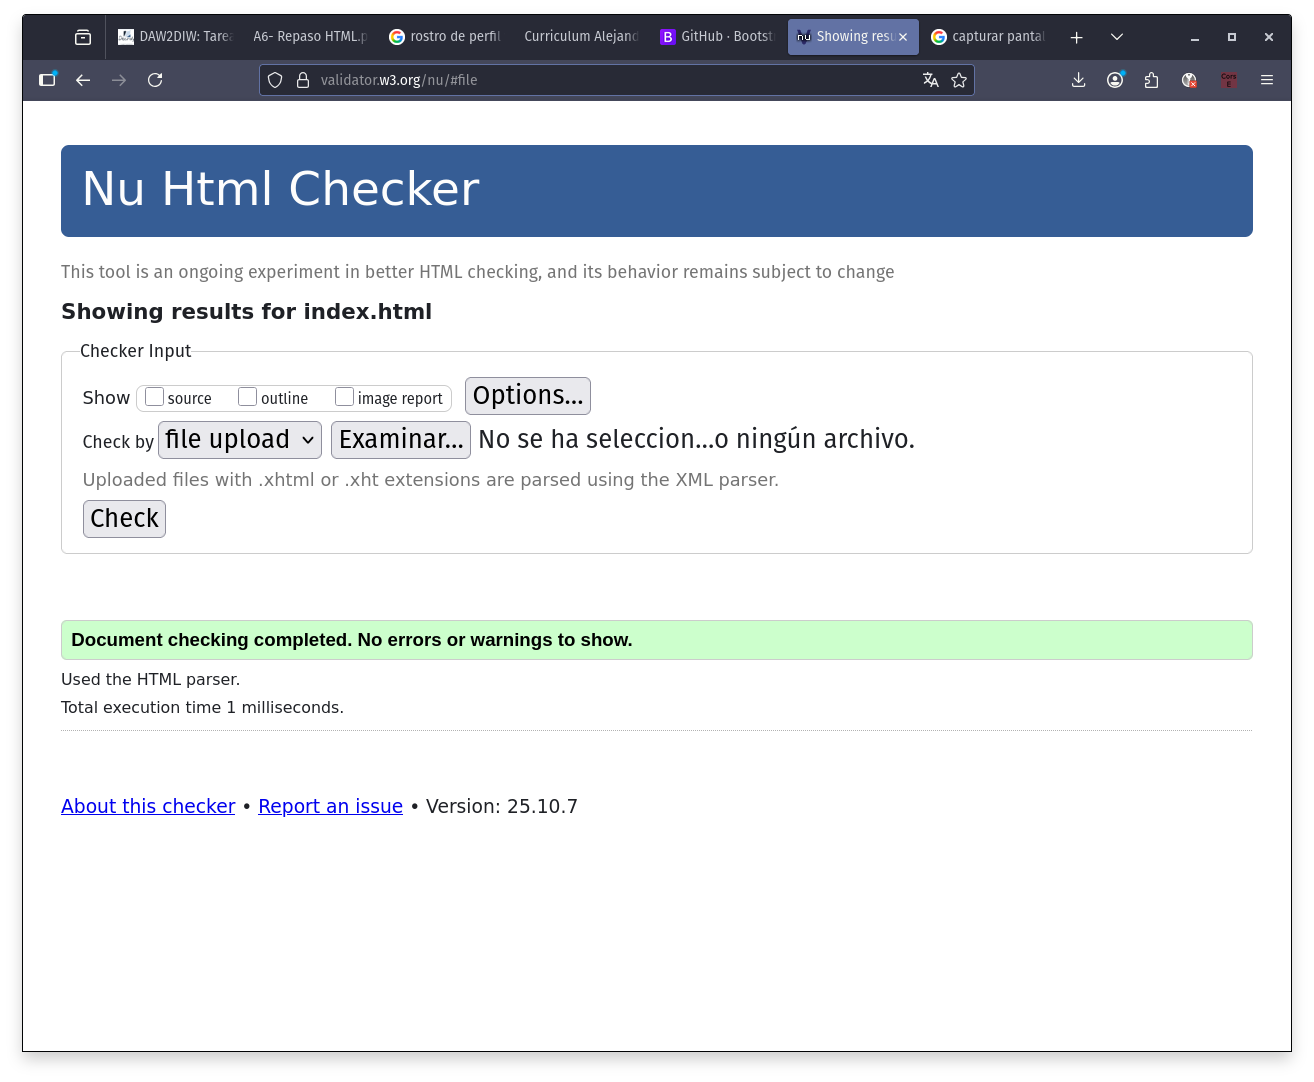 DAW2DIW: Tarea
A6- Repaso HTML.p
rostro de perfil
Curriculum Alejand
GitHub · Bootst
Showing resu
capturar pantal
validator.w3.org/nu/#file
Nu Html Checker
This tool is an ongoing experiment in better HTML checking, and its behavior remains subject to change
Showing results for index.html
Checker Input
Show source outline image report Options...
Check by file upload Examinar... No se ha seleccion...o ningún archivo.
Uploaded files with .xhtml or .xht extensions are parsed using the XML parser.
Check
Document checking completed. No errors or warnings to show.
Used the HTML parser.
Total execution time 1 milliseconds.
About this checker • Report an issue • Version: 25.10.7